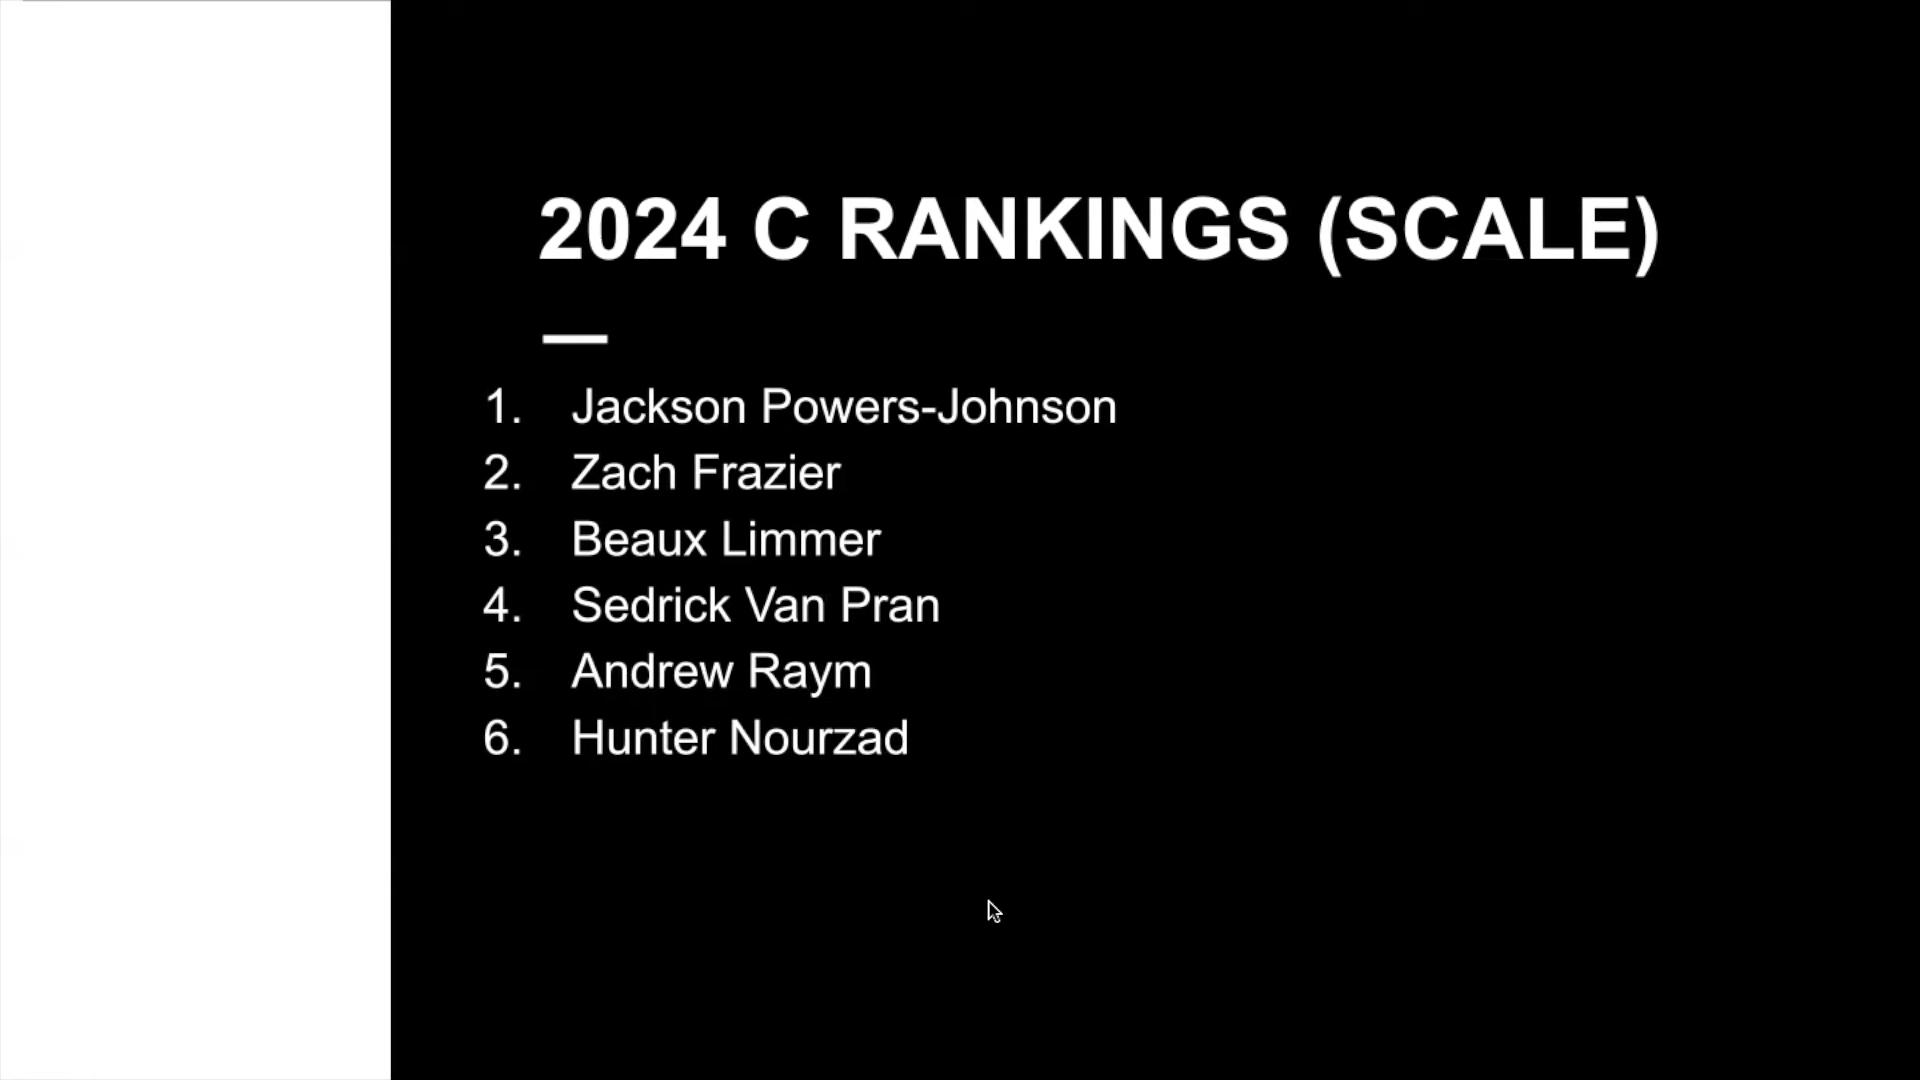 2024 C RANKINGS (SCALE)
1. Jackson Powers-Johnson
2. Zach Frazier
3. Beaux Limmer
4. Sedrick Van Pran
5. Andrew Raym
6. Hunter Nourzad